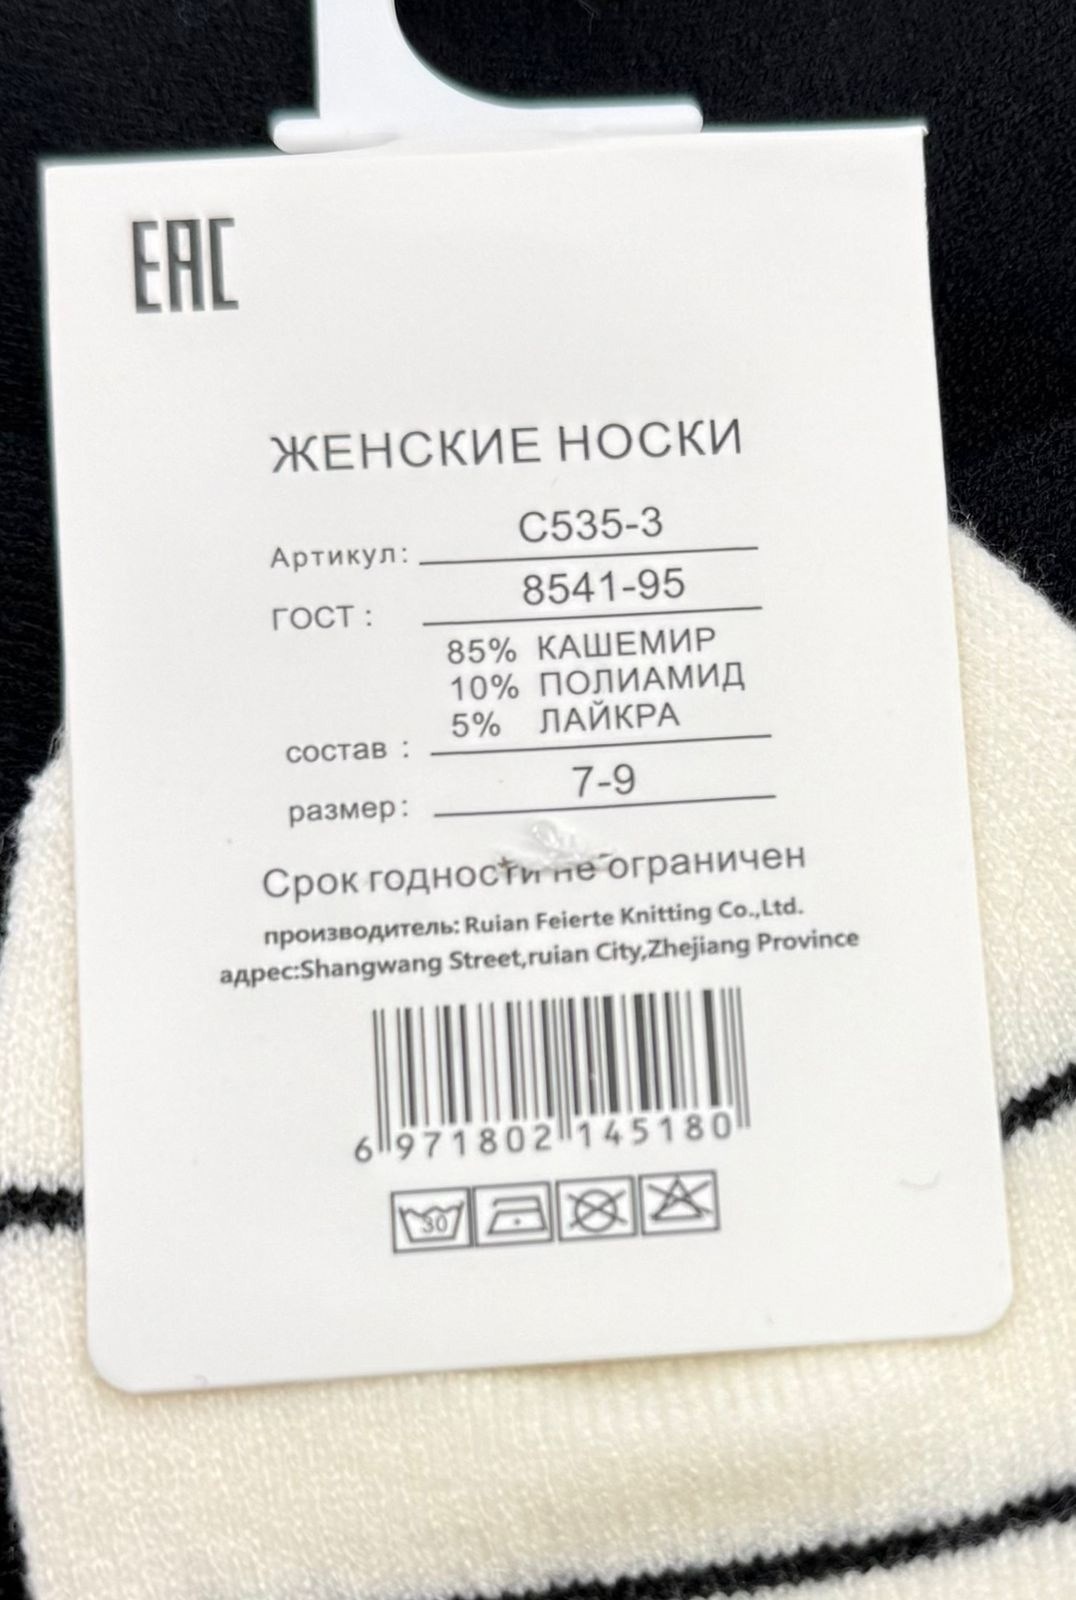 EAC
ЖЕНСКИЕ НОСКИ
Артикул: C535-3
ГОСТ : 8541-95
85% КАШЕМИР
10% ПОЛИАМИД
5% ЛАЙКРА
состав :
размер: 7-9
Срок годности не ограничен
производитель: Ruian Feierte Knitting Co.,Ltd.
адрес:Shangwang Street,ruian City,Zhejiang Province
6 971802 145180
30